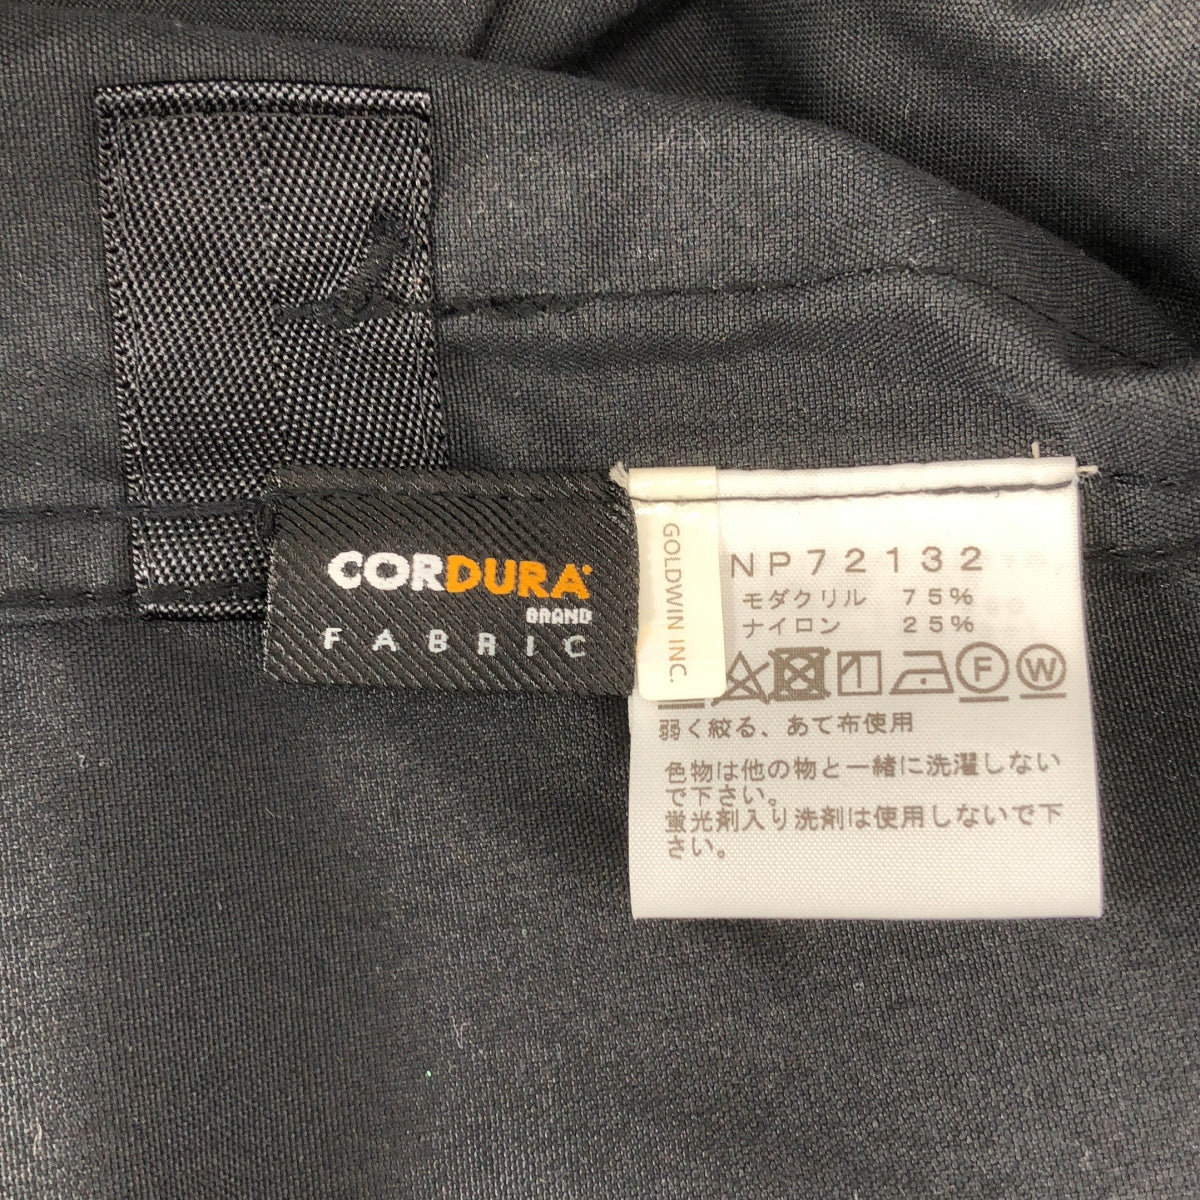 CORDURA
BRAND
FABRIC
GOLDWIN INC.
NP72132
モダクリル 75%
ナイロン 25%
F W
弱く絞る、あて布使用
色物は他の物と一緒に洗濯しない
で下さい。
蛍光剤入り洗剤は使用しないで下
さい。